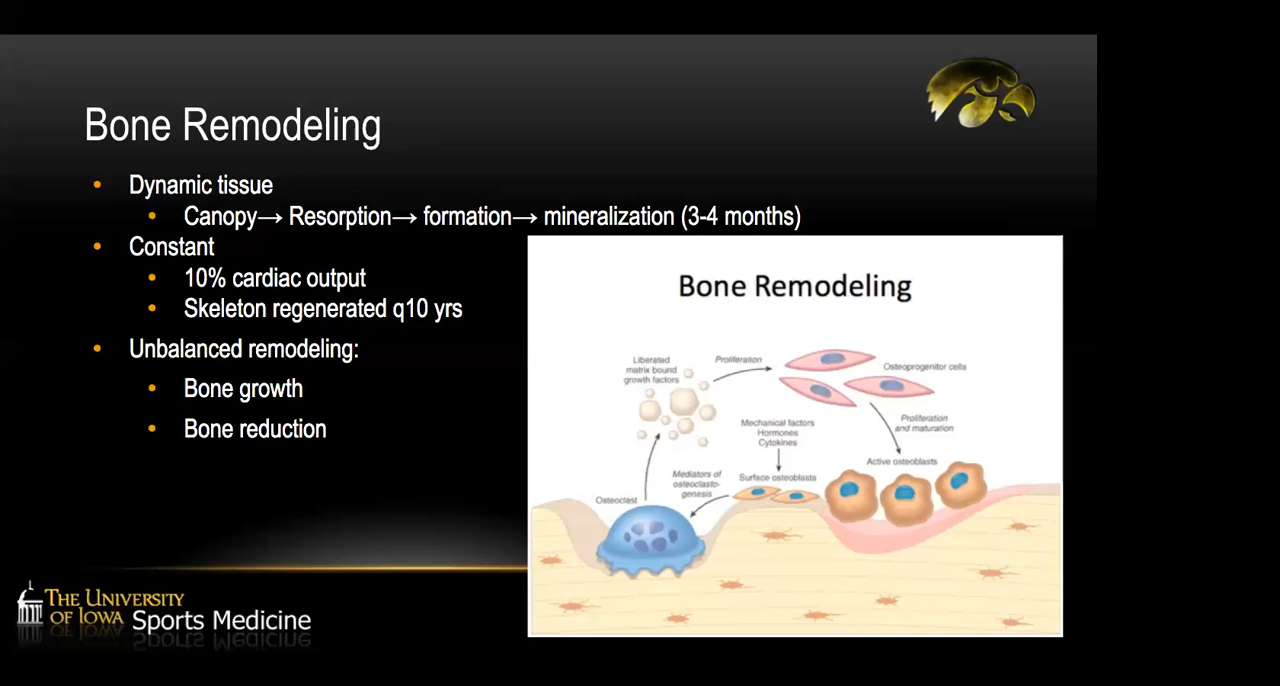 Bone Remodeling
• Dynamic tissue
• Canopy→ Resorption→ formation→ mineralization (3-4 months)
• Constant
• 10% cardiac output
• Skeleton regenerated q10 yrs
• Unbalanced remodeling:
• Bone growth
• Bone reduction
Bone Remodeling
Liberated
matrix bound
growth factors
Proliferation
Osteoprogenitor cells
Mechanical factors
Hormones
Cytokines
Proliferation
and maturation
Mediators of
osteoclasto-
genesis
Surface osteoblasts
Active osteoblasts
Osteoclast
THE UNIVERSITY
OF IOWA Sports Medicine